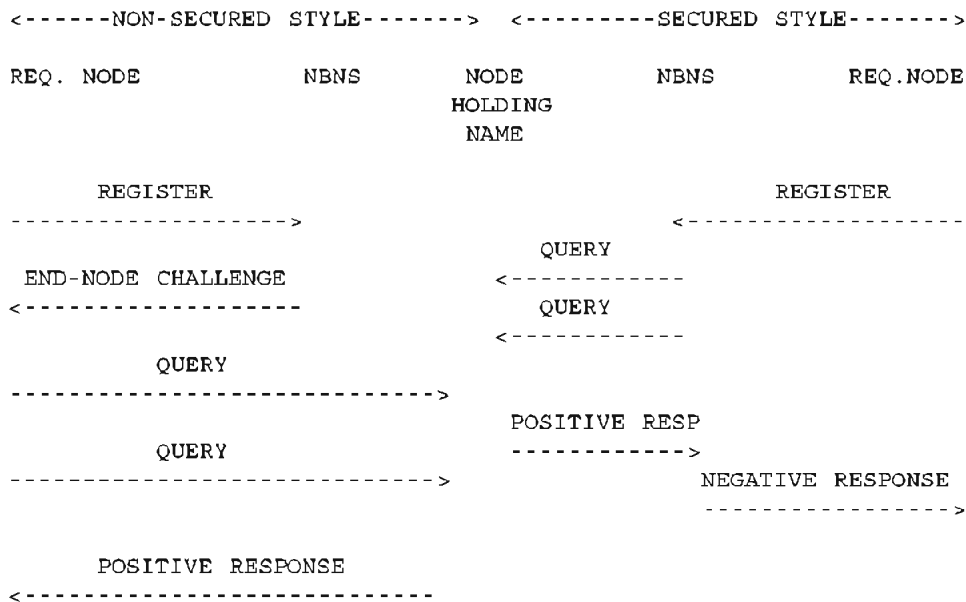 <------NON-SECURED STYLE-------> <---------SECURED STYLE------->
REQ. NODE NBNS NODE NBNS REQ.NODE
HOLDING
NAME
REGISTER REGISTER
-------------------> <-------------------
QUERY
END-NODE CHALLENGE <-------------
<------------------- QUERY
<-------------
QUERY
----------------------------->
POSITIVE RESP
QUERY ------------>
-----------------------------> NEGATIVE RESPONSE
----------------->
POSITIVE RESPONSE
<----------------------------